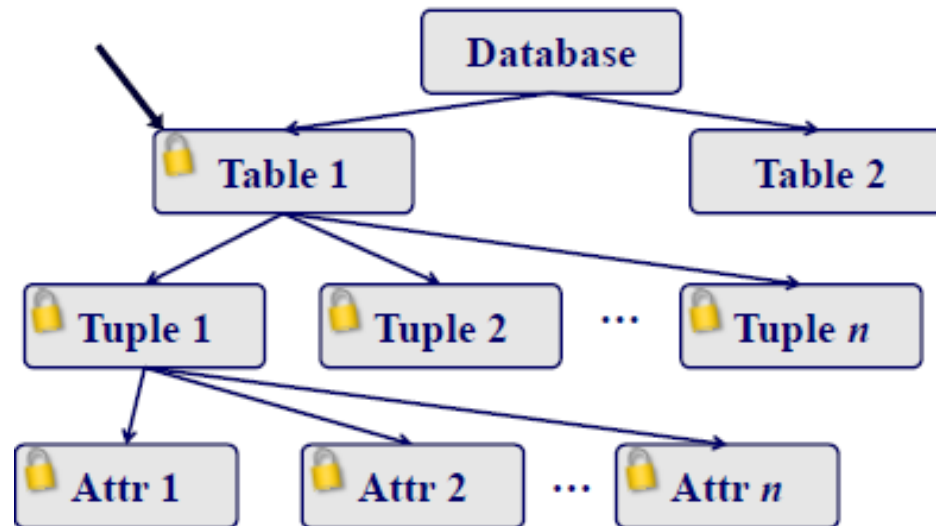 Database
Table 1
Table 2
Tuple 1
Tuple 2
...
Tuple n
Attr 1
Attr 2
...
Attr n